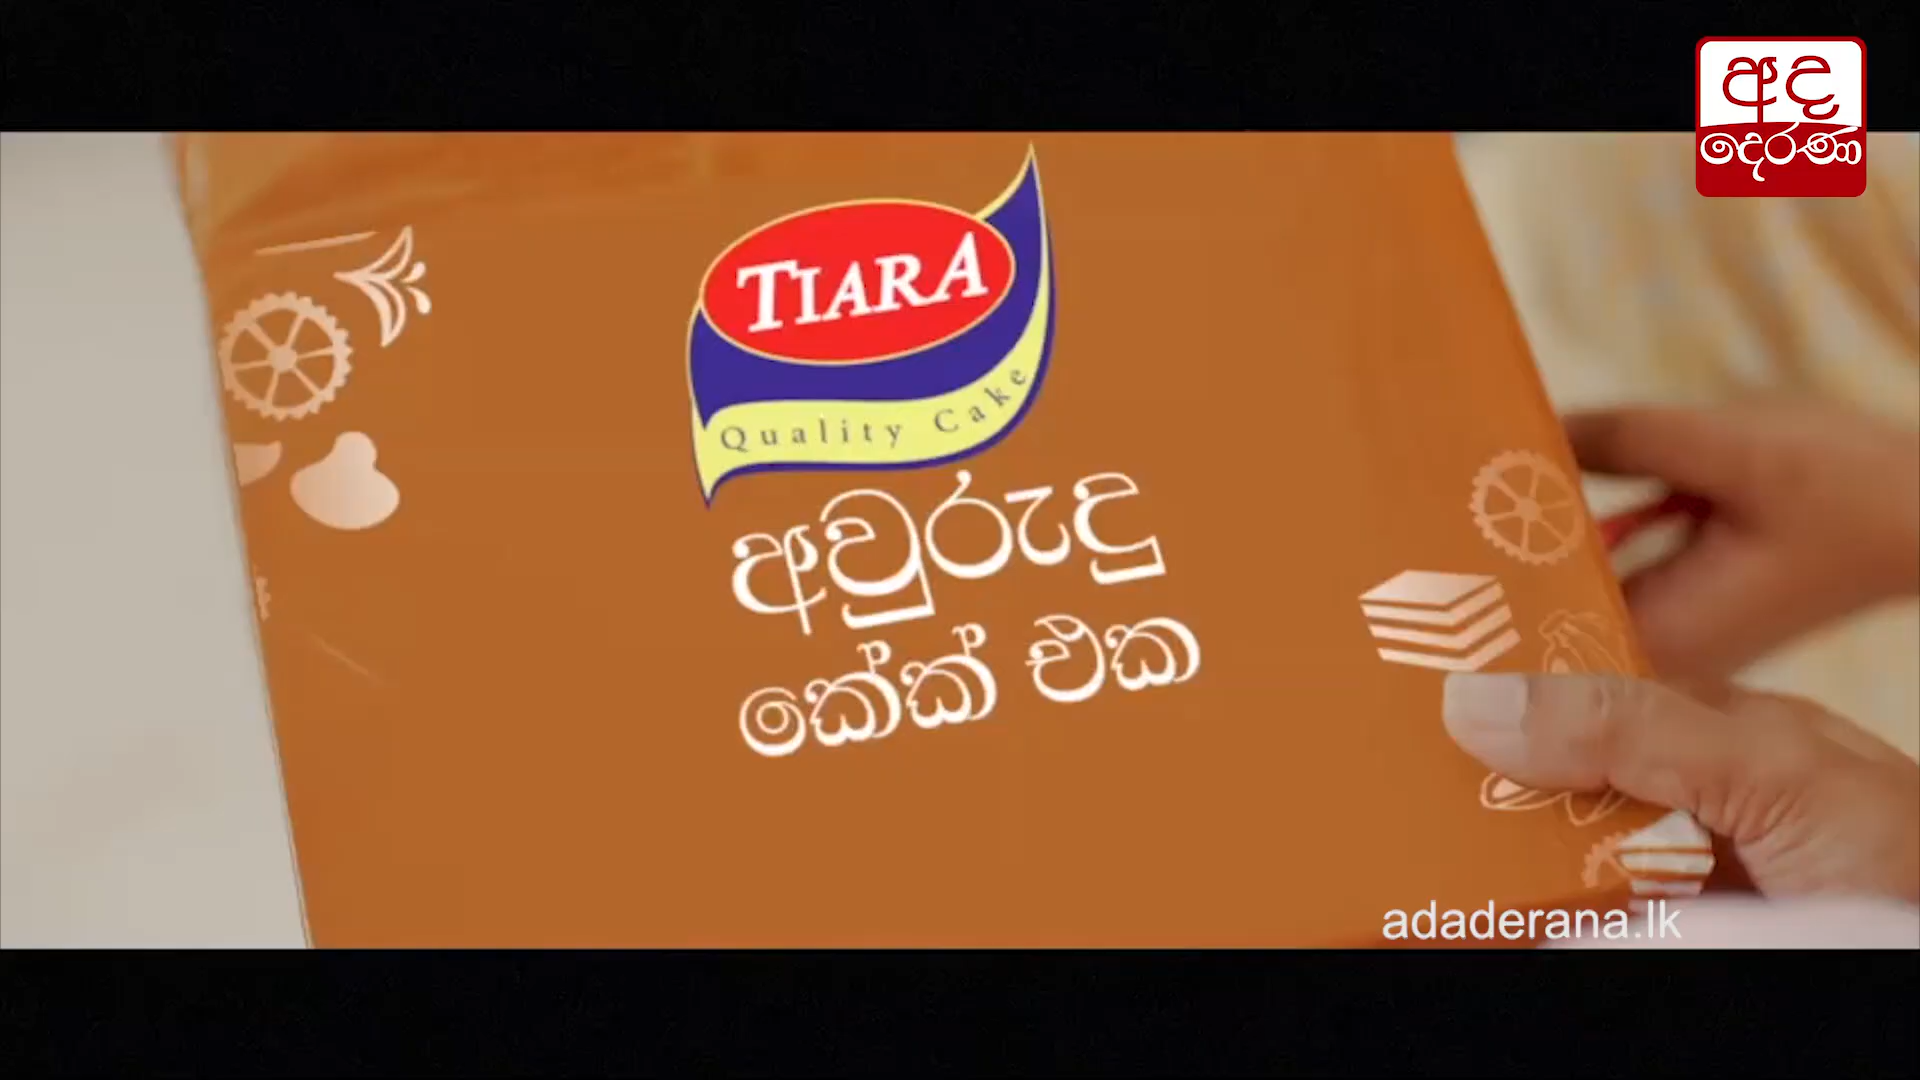 අද
දෙරණ
TIARA
Quality Cake
අවුරුදු
කේක් එක
adaderana.lk